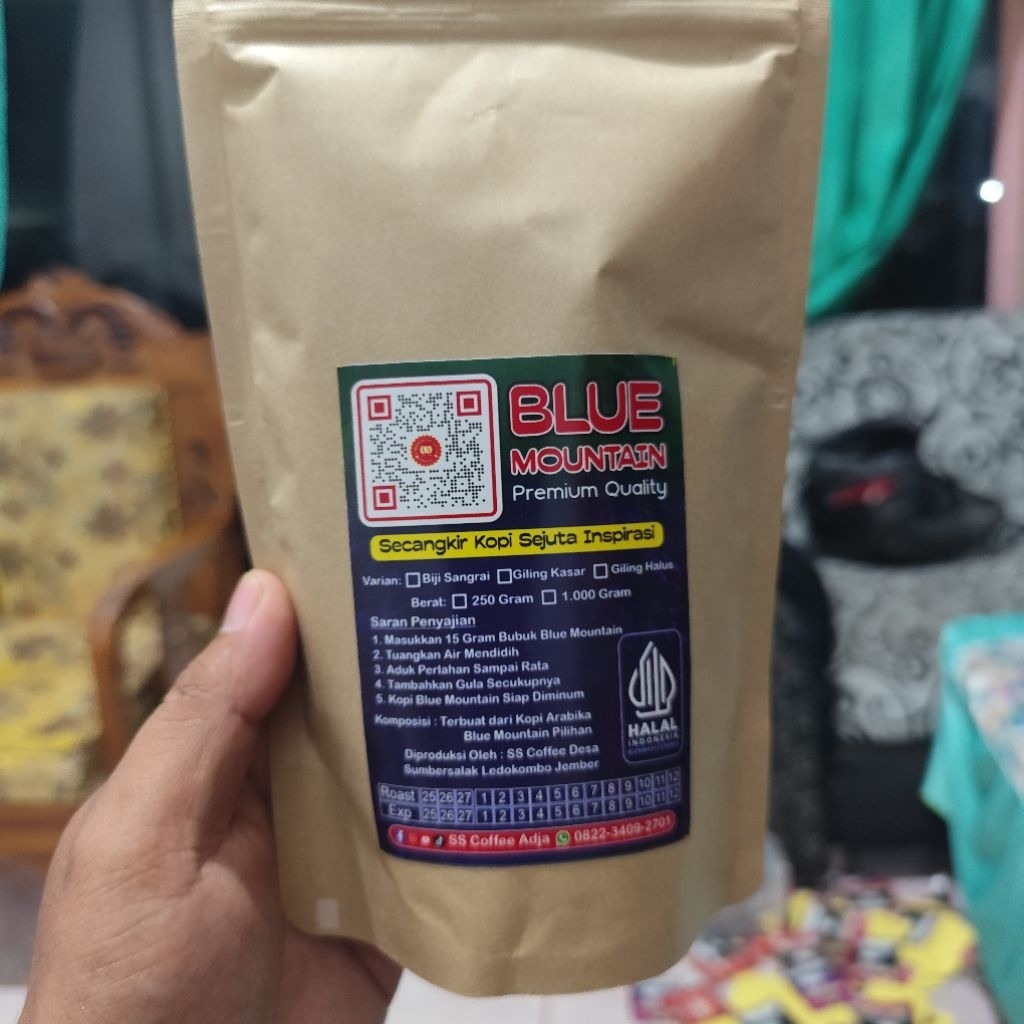 BLUE
MOUNTAIN
Premium Quality
Secangkir Kopi Sejuta Inspirasi
Varian: Biji Sangrai Giling Kasar Giling Halus
Berat: 250 Gram 1.000 Gram
Saran Penyajian
1. Masukkan 15 Gram Bubuk Blue Mountain
2. Tuangkan Air Mendidih
3. Aduk Perlahan Sampai Rata
4. Tambahkan Gula Secukupnya
5. Kopi Blue Mountain Siap Diminum
HALAL
INDONESIA
Komposisi : Terbuat dari Kopi Arabika
Blue Mountain Pilihan
Diproduksi Oleh : SS Coffee Desa
Sumbersalak Ledokombo Jember
Roast 25 26 27 1 2 3 4 5 6 7 8 9 10 11 12
Exp 25 26 27 1 2 3 4 5 6 7 8 9 10 11 12
SS Coffee Adja 0822-3409-2701